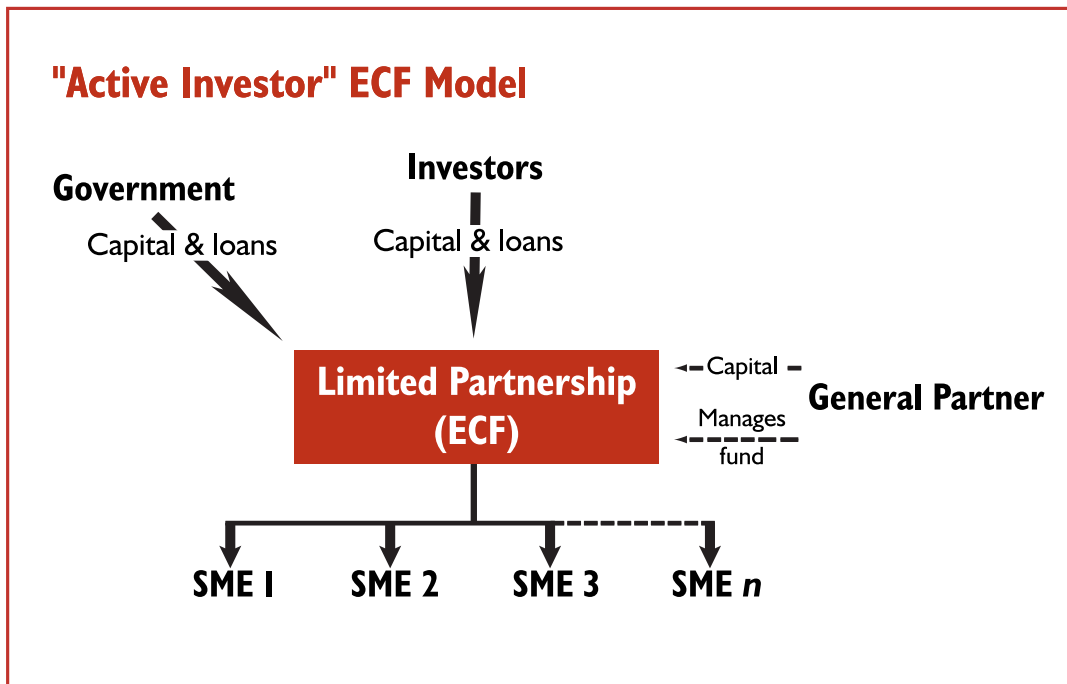 "Active Investor" ECF Model
Government
Capital & loans
Investors
Capital & loans
Limited Partnership
(ECF)
Capital
Manages
fund
General Partner
SME 1
SME 2
SME 3
SME n